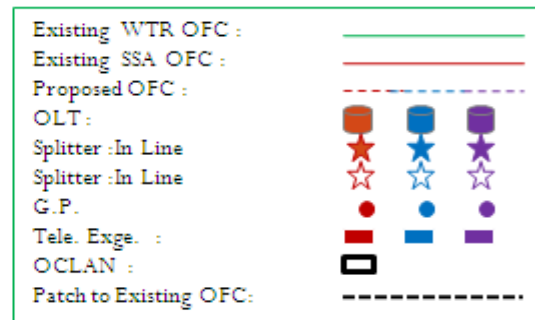 Existing WTR OFC :
Existing SSA OFC :
Proposed OFC :
OLT :
Splitter :In Line
Splitter :In Line
G.P.
Tele. Exge. :
OCLAN :
Patch to Existing OFC: